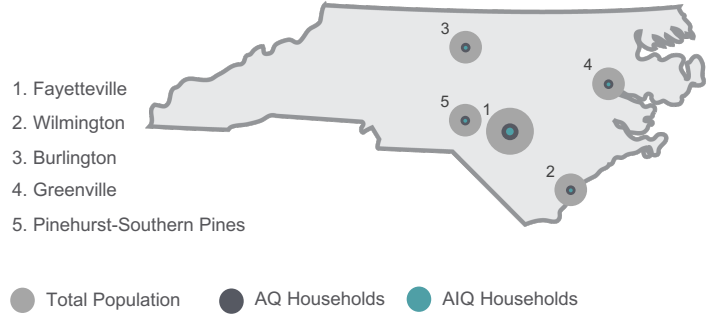 3
4
1. Fayetteville
5
1
2. Wilmington
3. Burlington
2
4. Greenville
5. Pinehurst-Southern Pines
Total Population
AQ Households
AIQ Households